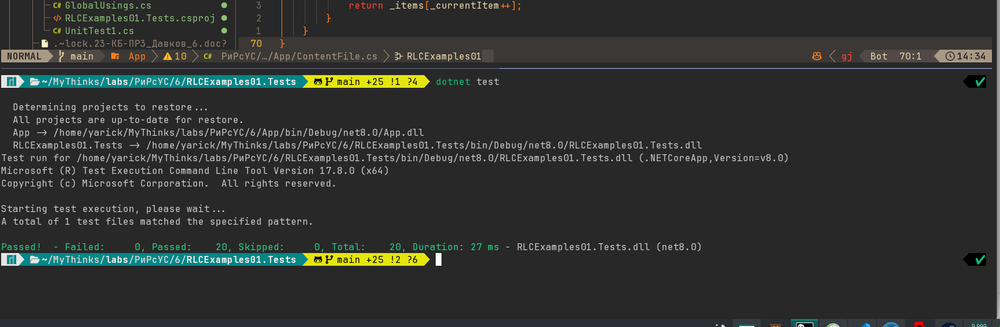 GlobalUsings.cs
3 return _items[_currentItem++];
RLCExamples01.Tests.csproj
2 }
UnitTest1.cs
1 }
.~lock.23-КБ-ПР3_Давков_6.doc?
70 }
NORMAL main App 10 РиРсУС/…/App/ContentFile.cs RLCExamples01 gj Bot 70:1 14:34
~/MyThinks/labs/РиРсУС/6/RLCExamples01.Tests main +25 !1 ?4 dotnet test
Determining projects to restore...
All projects are up-to-date for restore.
App -> /home/yarick/MyThinks/labs/РиРсУС/6/App/bin/Debug/net8.0/App.dll
RLCExamples01.Tests -> /home/yarick/MyThinks/labs/РиРсУС/6/RLCExamples01.Tests/bin/Debug/net8.0/RLCExamples01.Tests.dll
Test run for /home/yarick/MyThinks/labs/РиРсУС/6/RLCExamples01.Tests/bin/Debug/net8.0/RLCExamples01.Tests.dll (.NETCoreApp,Version=v8.0)
Microsoft (R) Test Execution Command Line Tool Version 17.8.0 (x64)
Copyright (c) Microsoft Corporation.  All rights reserved.
Starting test execution, please wait...
A total of 1 test files matched the specified pattern.
Passed!  - Failed:     0, Passed:    20, Skipped:     0, Total:    20, Duration: 27 ms - RLCExamples01.Tests.dll (net8.0)
~/MyThinks/labs/РиРсУС/6/RLCExamples01.Tests main +25 !2 ?6